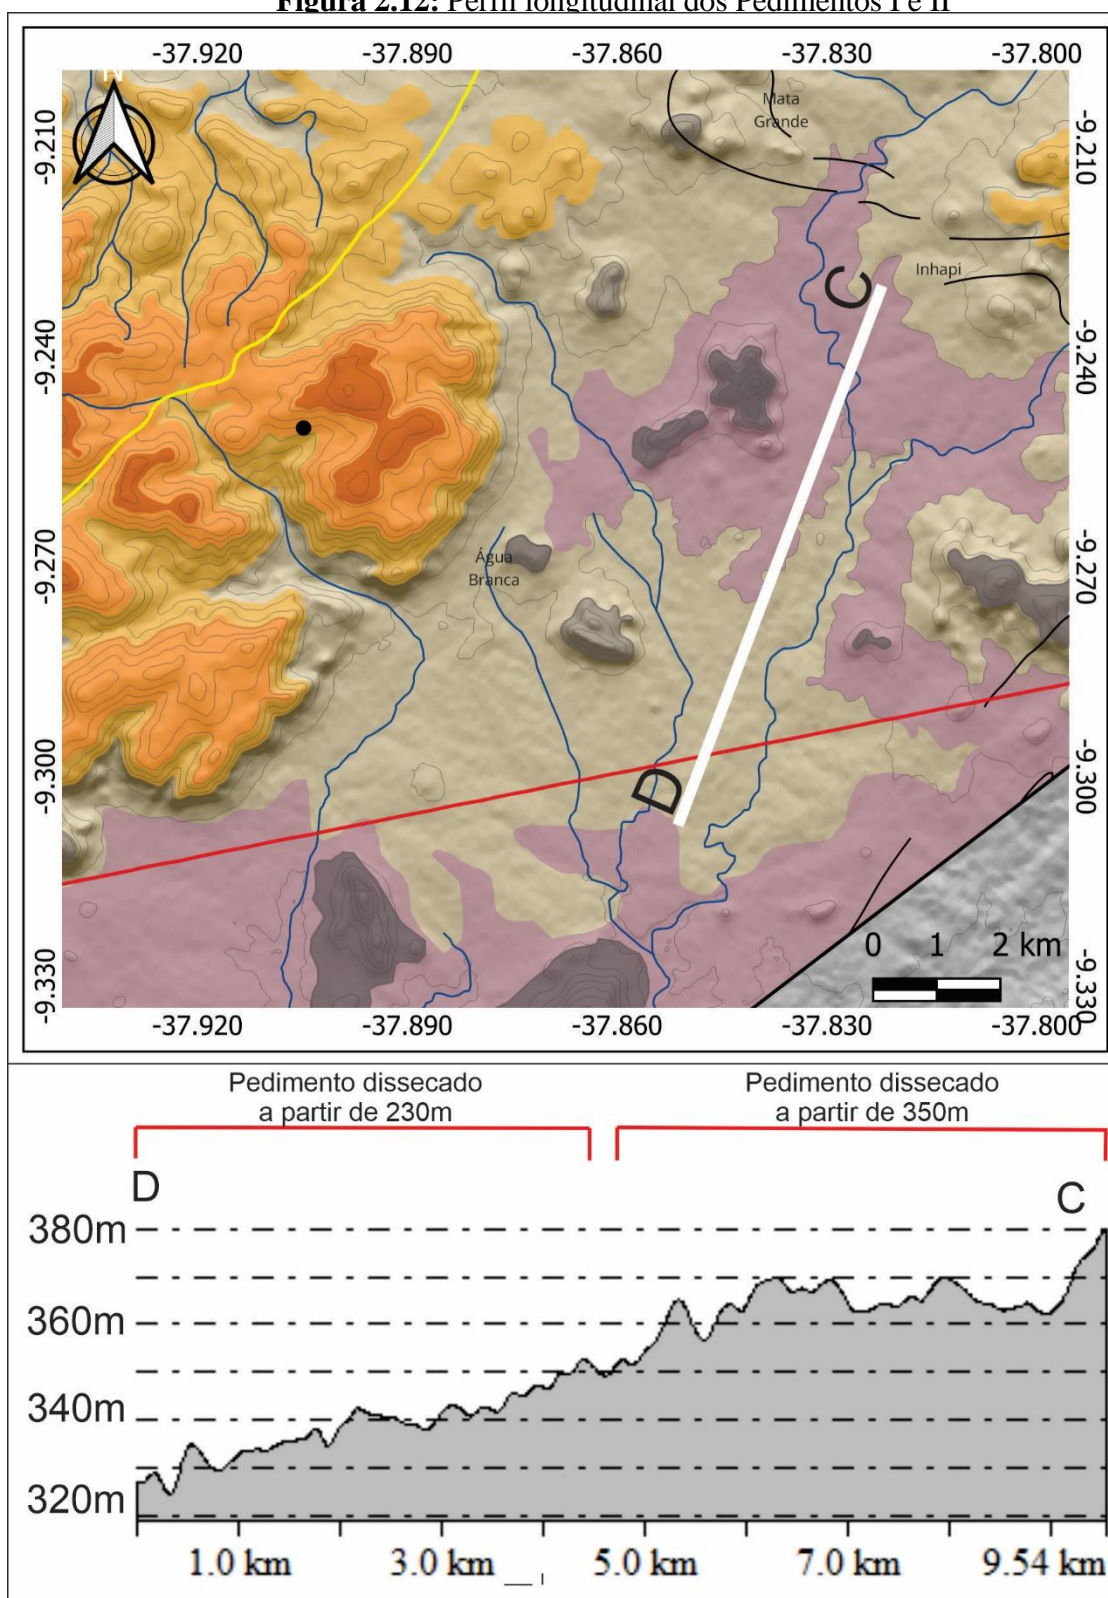 Figura 2.12: Perfil longitudinal dos Pedimentos I e II
-37.920 -37.890 -37.860 -37.830 -37.800
N
-9.210
-9.240
-9.270
-9.300
-9.330
Mata
Grande
Inhapi
C
Água
Branca
D
0 1 2 km
-9.210
-9.240
-9.270
-9.300
-9.330
-37.920 -37.890 -37.860 -37.830 -37.800
Pedimento dissecado
a partir de 230m
Pedimento dissecado
a partir de 350m
D
C
380m
360m
340m
320m
1.0 km 3.0 km 5.0 km 7.0 km 9.54 km